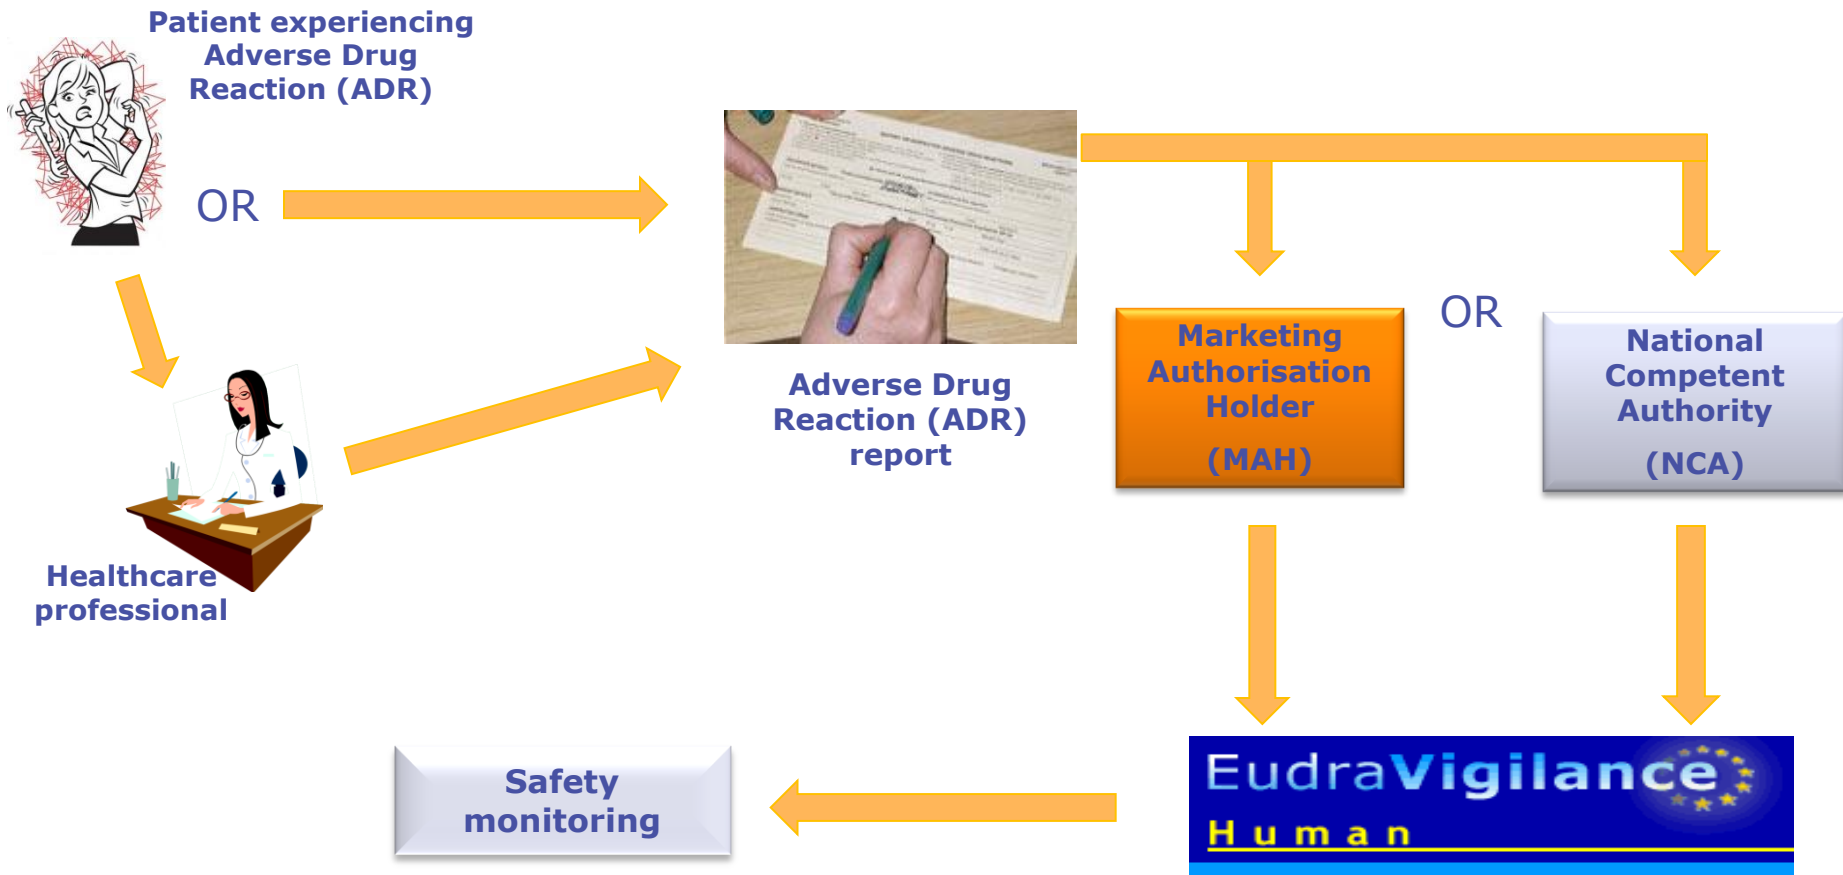 Patient experiencing
Adverse Drug
Reaction (ADR)
OR
Healthcare
professional
Adverse Drug
Reaction (ADR)
report
Marketing
Authorisation
Holder
(MAH)
OR
National
Competent
Authority
(NCA)
EudraVigilance
Human
Safety
monitoring